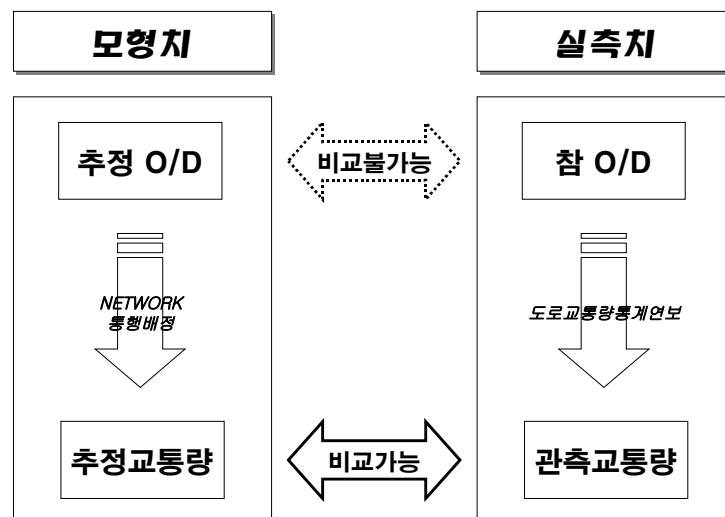 모형치
실측치
추정 O/D
비교불가능
참 O/D
NETWORK
통행배정
도로교통량통계연보
추정교통량
비교가능
관측교통량